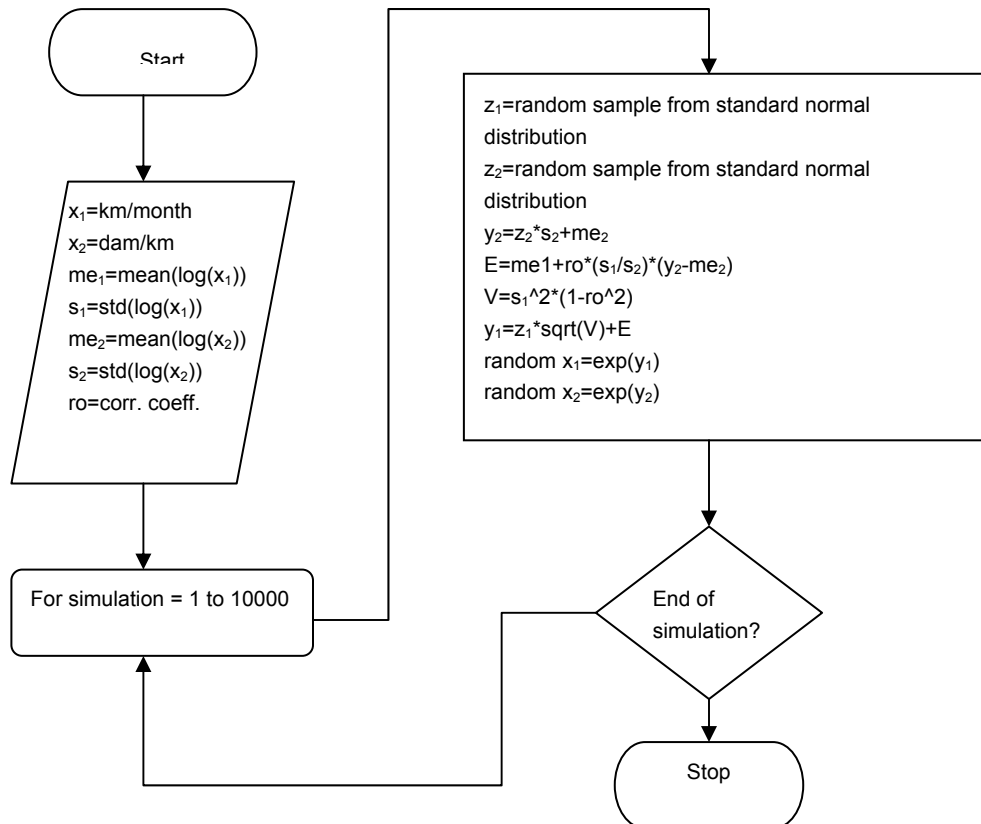 Start
x₁=km/month
x₂=dam/km
me₁=mean(log(x₁))
s₁=std(log(x₁))
me₂=mean(log(x₂))
s₂=std(log(x₂))
ro=corr. coeff.
For simulation = 1 to 10000
z₁=random sample from standard normal
distribution
z₂=random sample from standard normal
distribution
y₂=z₂*s₂+me₂
E=me1+ro*(s₁/s₂)*(y₂-me₂)
V=s₁^2*(1-ro^2)
y₁=z₁*sqrt(V)+E
random x₁=exp(y₁)
random x₂=exp(y₂)
End of
simulation?
Stop